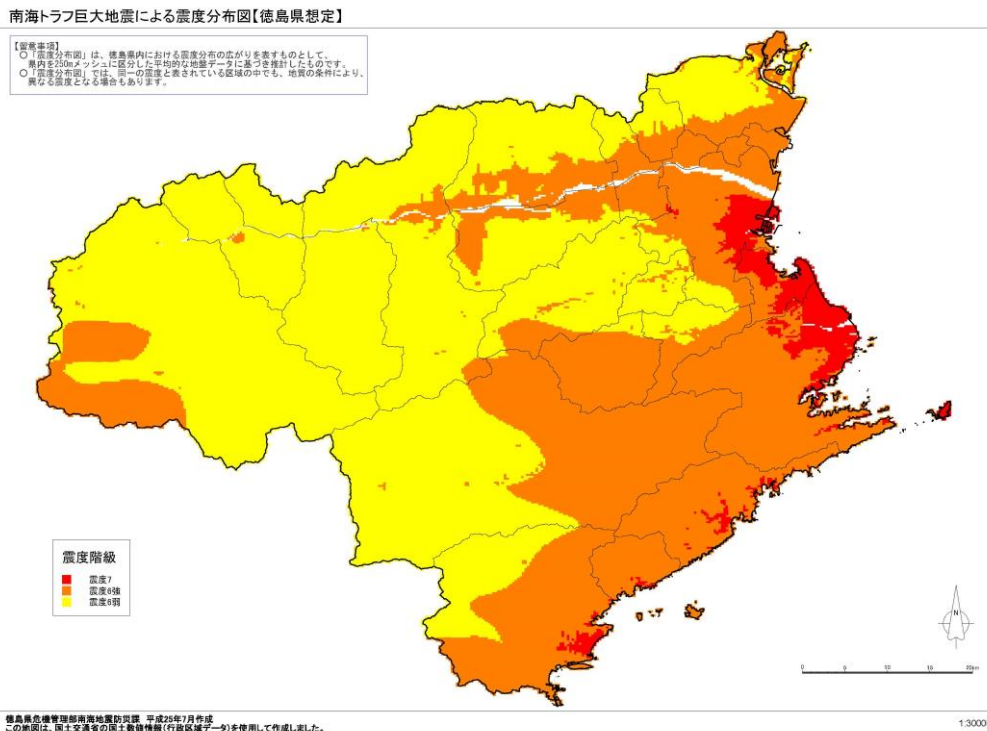 南海トラフ巨大地震による震度分布図【徳島県想定】
【留意事項】
○「震度分布図」は、徳島県内における震度分布の広がりを表すものとして、
県内を250mメッシュに区分した平均的な地盤データに基づき推計したものです。
○「震度分布図」では、同一の震度と表されている区域の中でも、地質の条件により、
異なる震度となる場合もあります。
震度階級
震度7
震度6強
震度6弱
N
0 5 10 15 20km
徳島県危機管理部南海地震防災課 平成25年7月作成
この地図は、国土交通省の国土数値情報(行政区域データ)を使用して作成しました。
1:3000